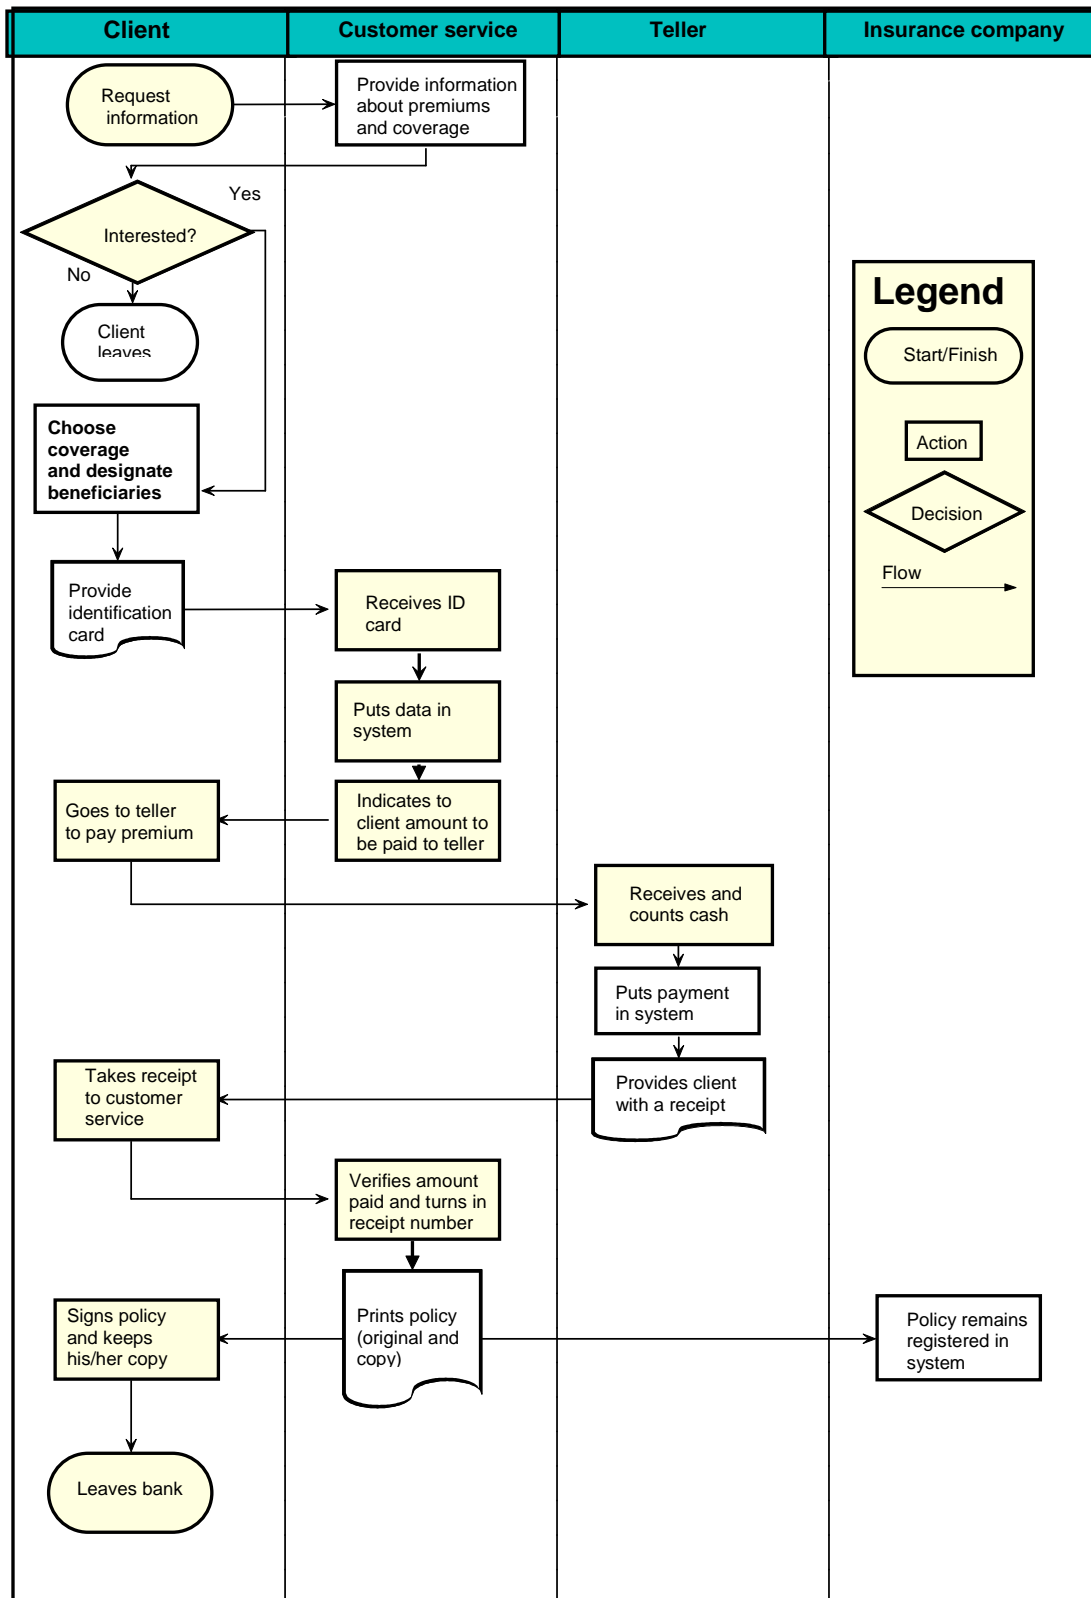 Client
Customer service
Teller
Insurance company
Request
information
Provide information
about premiums
and coverage
Yes
Interested?
No
Client
leaves
Legend
Start/Finish
Action
Decision
Flow
Choose
coverage
and designate
beneficiaries
Provide
identification
card
Receives ID
card
Puts data in
system
Goes to teller
to pay premium
Indicates to
client amount to
be paid to teller
Receives and
counts cash
Puts payment
in system
Takes receipt
to customer
service
Provides client
with a receipt
Verifies amount
paid and turns in
receipt number
Signs policy
and keeps
his/her copy
Prints policy
(original and
copy)
Policy remains
registered in
system
Leaves bank